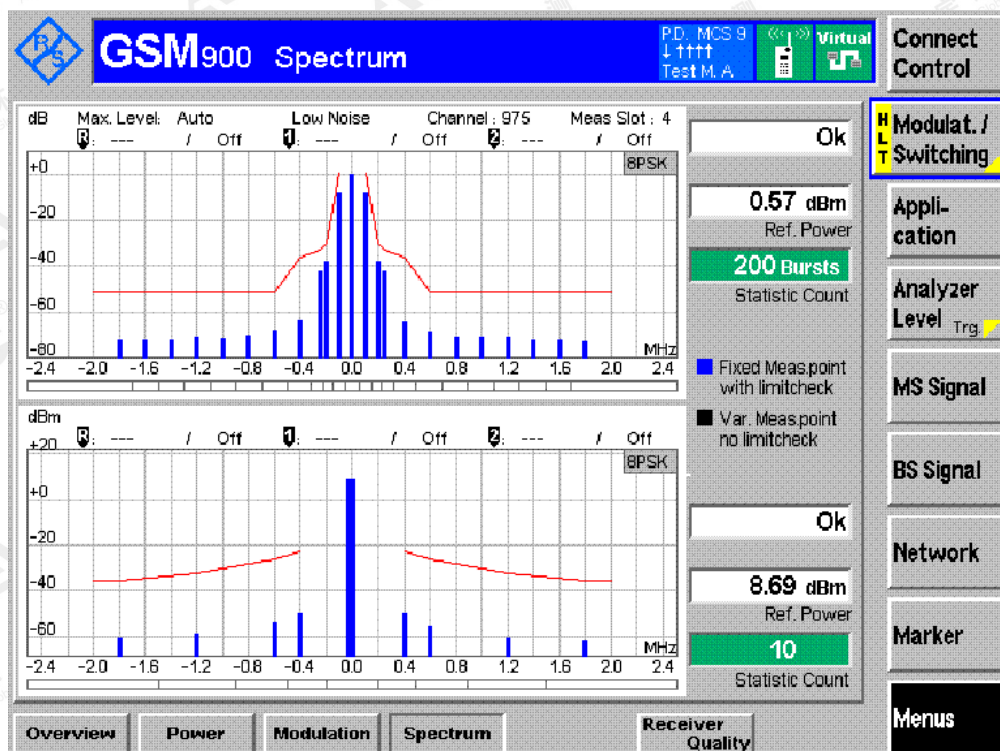 R/S
GSM900 Spectrum
P.D. MCS 9
↓ ↑↑↑↑
Test M. A
Virtual
Connect Control
dB Max. Level: Auto Low Noise Channel : 975 Meas Slot : 4
R: --- / Off 1: --- / Off 2: --- / Off
8PSK
+0
-20
-40
-60
-80
MHz
-2.4 -2.0 -1.6 -1.2 -0.8 -0.4 0.0 0.4 0.8 1.2 1.6 2.0 2.4
Ok
0.57 dBm
Ref. Power
200 Bursts
Statistic Count
Fixed Meas.point
with limitcheck
Var. Meas.point
no limitcheck
dBm
R: --- / Off 1: --- / Off 2: --- / Off
8PSK
+20
+0
-20
-40
-60
MHz
-2.4 -2.0 -1.6 -1.2 -0.8 -0.4 0.0 0.4 0.8 1.2 1.6 2.0 2.4
Ok
8.69 dBm
Ref. Power
10
Statistic Count
HLT
Modulat. /
Switching
Appli-
cation
Analyzer
Level Trg.
MS Signal
BS Signal
Network
Marker
Menus
Overview Power Modulation Spectrum Receiver
Quality